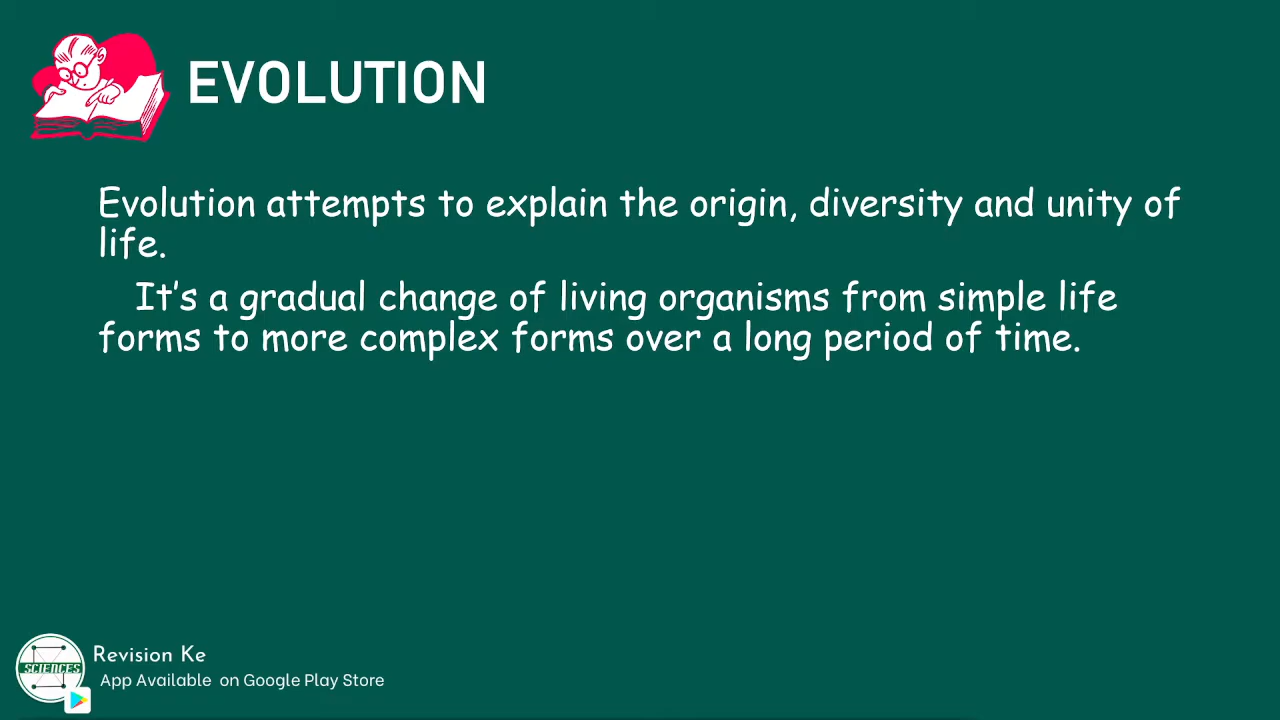 EVOLUTION
Evolution attempts to explain the origin, diversity and unity of
life.
It's a gradual change of living organisms from simple life
forms to more complex forms over a long period of time.
SCIENCES
Revision Ke
App Available on Google Play Store